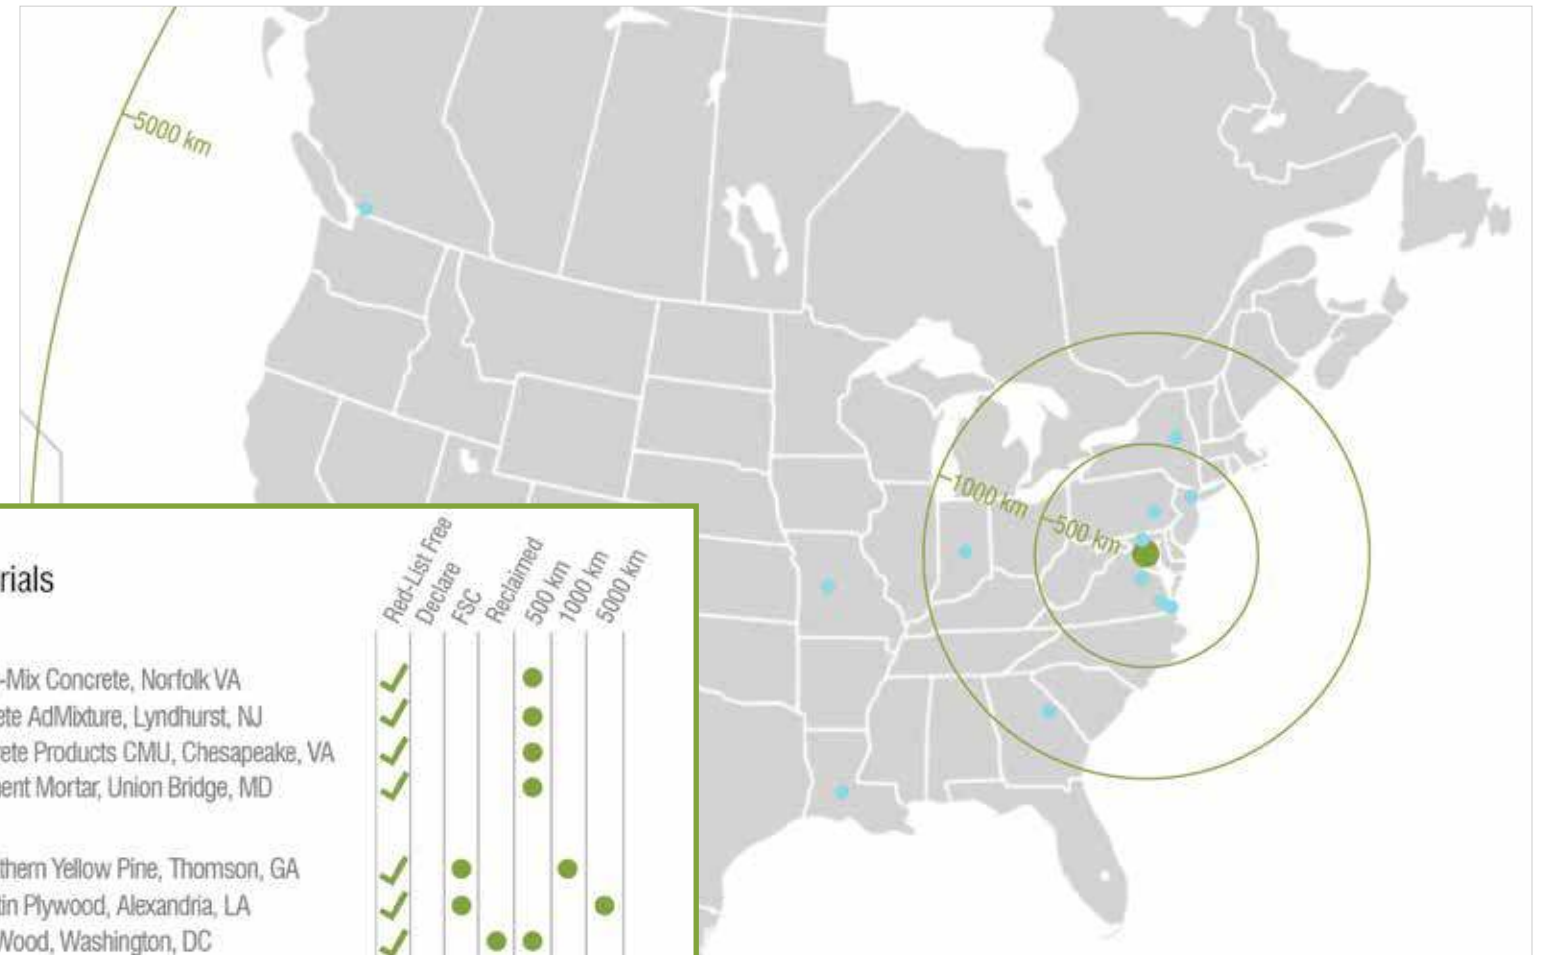 5000 km
1000 km
500 km
rials
Red-List Free
Declare
FSC
Reclaimed
500 km
1000 km
5000 km
-Mix Concrete, Norfolk VA
ete AdMixture, Lyndhurst, NJ
rete Products CMU, Chesapeake, VA
ent Mortar, Union Bridge, MD
thern Yellow Pine, Thomson, GA
tin Plywood, Alexandria, LA
Wood, Washington, DC